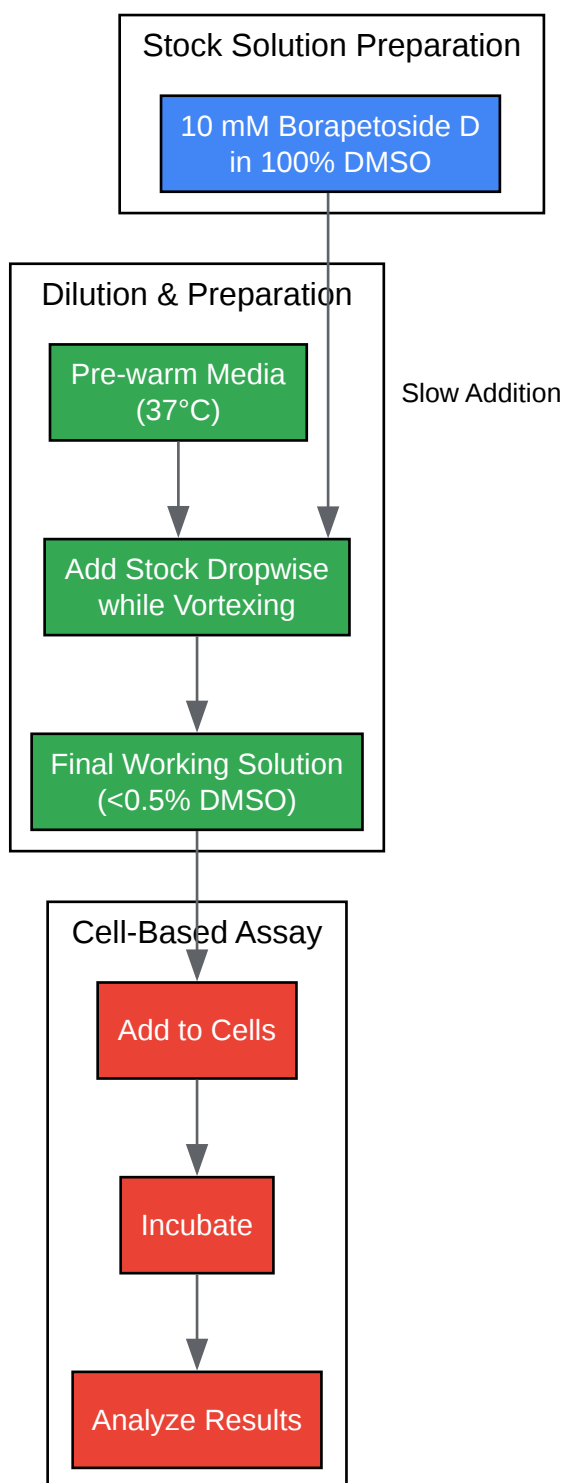 Stock Solution Preparation
10 mM Borapetoside D
in 100% DMSO
Dilution & Preparation
Pre-warm Media
(37°C)
Slow Addition
Add Stock Dropwise
while Vortexing
Final Working Solution
(<0.5% DMSO)
Cell-Based Assay
Add to Cells
Incubate
Analyze Results